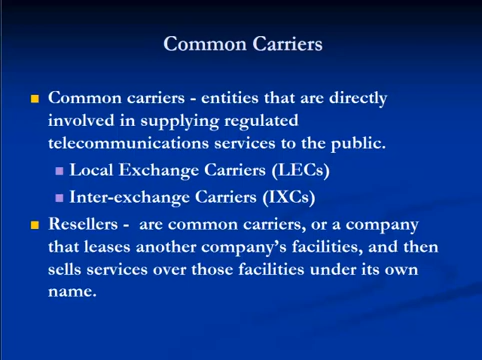 Common Carriers
Common carriers - entities that are directly
involved in supplying regulated
telecommunications services to the public.
Local Exchange Carriers (LECs)
Inter-exchange Carriers (IXCs)
Resellers - are common carriers, or a company
that leases another company's facilities, and then
sells services over those facilities under its own
name.